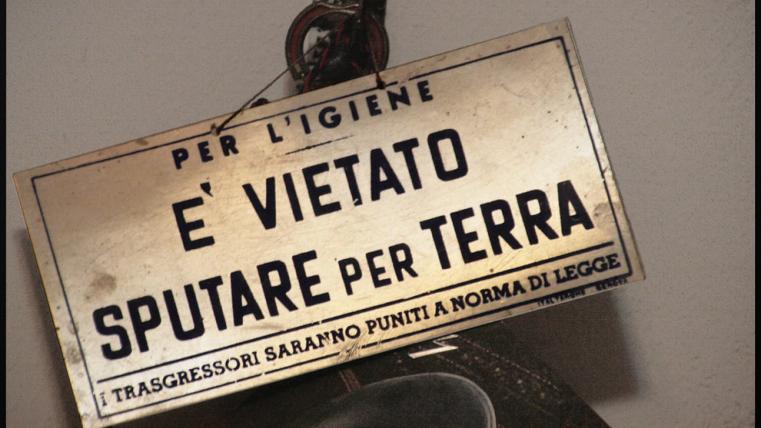 PER L'IGIENE
E' VIETATO
SPUTARE PER TERRA
I TRASGRESSORI SARANNO PUNITI A NORMA DI LEGGE